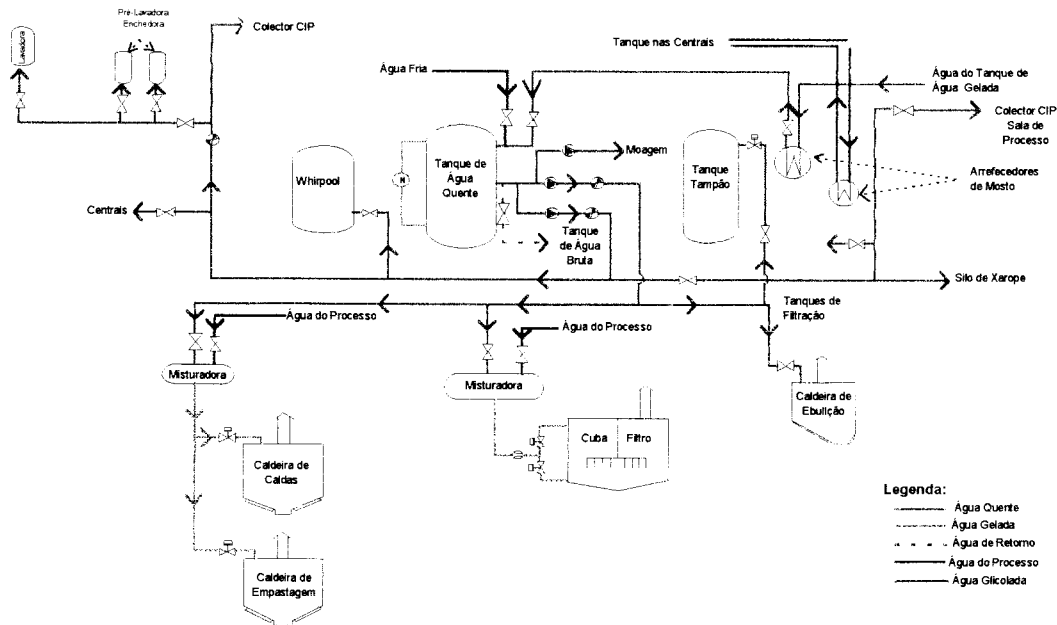 Pré-Lavadora
Enchedora
Lavadora
Colector CIP
Tanque nas Centrais
Água Fria
Água do Tanque de
Água Gelada
Colector CIP
Sala de
Processo
Moagem
Whirpool
Tanque de
Água
Quente
Tanque
Tampão
Arrefecedores
de Mosto
Centrais
Tanque
de Água
Bruta
Silo de Xarope
Tanques de
Filtração
Água do Processo
Água do Processo
Misturadora
Misturadora
Caldeira de
Ebulição
Cuba
Filtro
Caldeira de
Caldas
Caldeira de
Empastagem
Legenda:
Água Quente
Água Gelada
Água de Retorno
Água do Processo
Água Glicolada